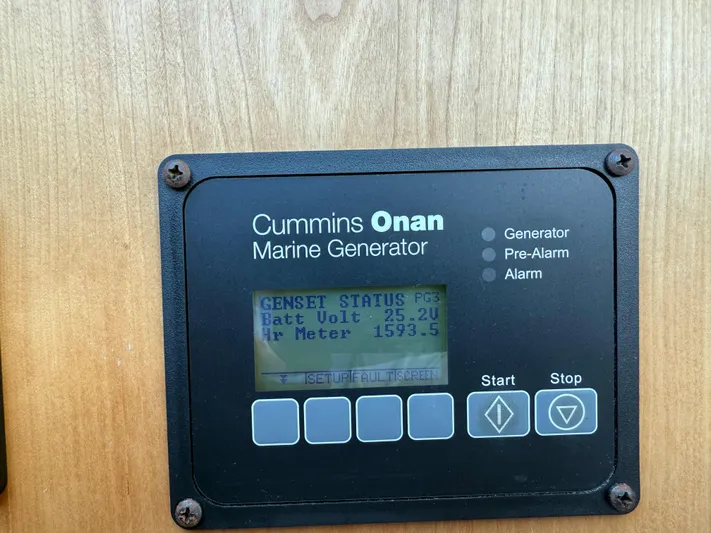 Cummins Onan
Marine Generator
Generator
Pre-Alarm
Alarm
GENSET STATUS PG3
Batt Volt 25.2V
Hr Meter 1593.5
SETUP FAULT SCREEN
Start Stop